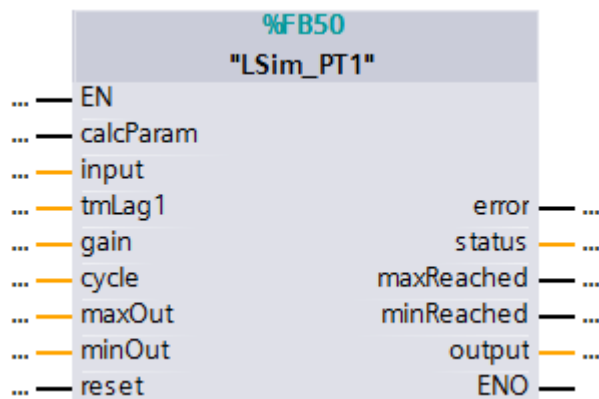 %FB50
"LSim_PT1"
... EN
... calcParam
... input
... tmLag1 error ...
... gain status ...
... cycle maxReached ...
... maxOut minReached ...
... minOut output ...
... reset ENO